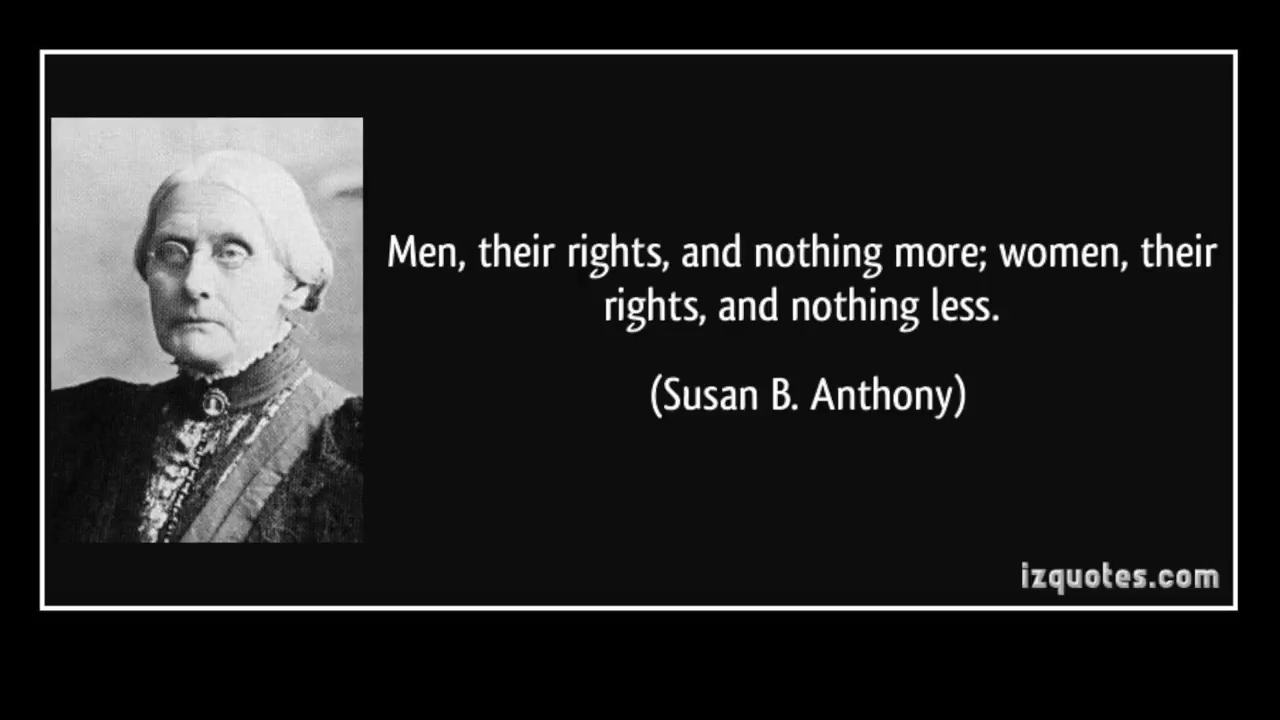 Men, their rights, and nothing more; women, their
rights, and nothing less.
(Susan B. Anthony)
izquotes.com